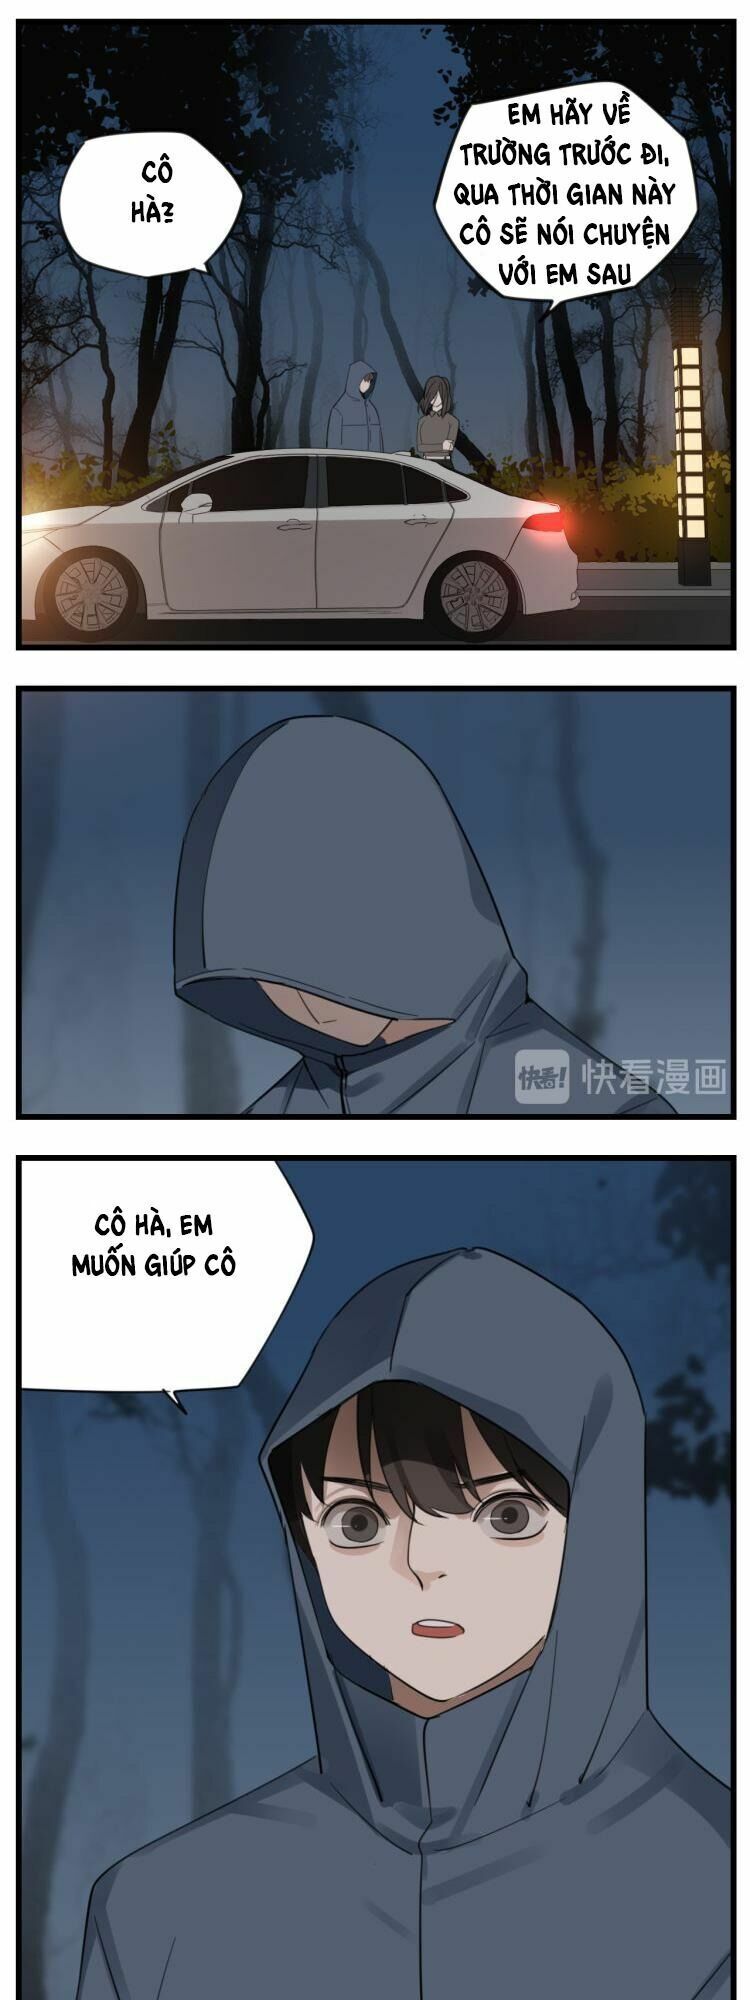 CÔ
HÀ?
EM HÃY VỀ
TRƯỜNG TRƯỚC ĐI,
QUA THỜI GIAN NÀY
CÔ SẼ NÓI CHUYỆN
VỚI EM SAU
快看! 快看漫画
CÔ HÀ, EM
MUỐN GIÚP CÔ